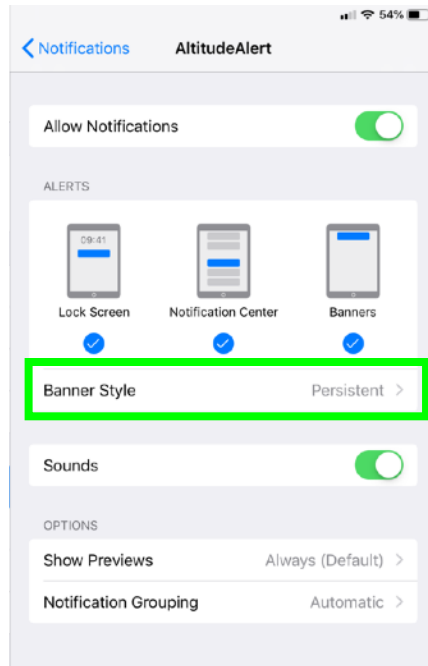 54%
Notifications AltitudeAlert
Allow Notifications
ALERTS
09:41
Lock Screen Notification Center Banners
Banner Style Persistent
Sounds
OPTIONS
Show Previews Always (Default)
Notification Grouping Automatic